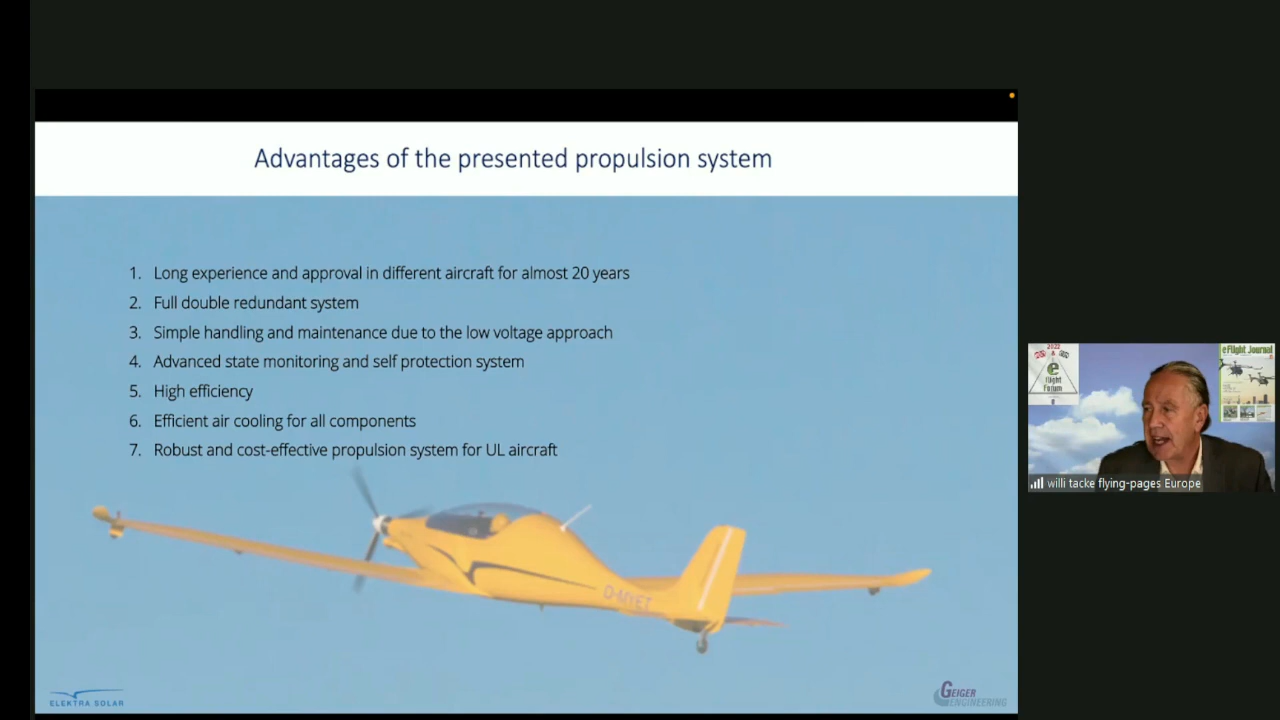 Advantages of the presented propulsion system
1. Long experience and approval in different aircraft for almost 20 years
2. Full double redundant system
3. Simple handling and maintenance due to the low voltage approach
4. Advanced state monitoring and self protection system
5. High efficiency
6. Efficient air cooling for all components
7. Robust and cost-effective propulsion system for UL aircraft
D-MYET
ELEKTRA SOLAR
GEIGER
ENGINEERING
2022
e
flight
Forum
eFlight Journal
willi tacke flying-pages Europe